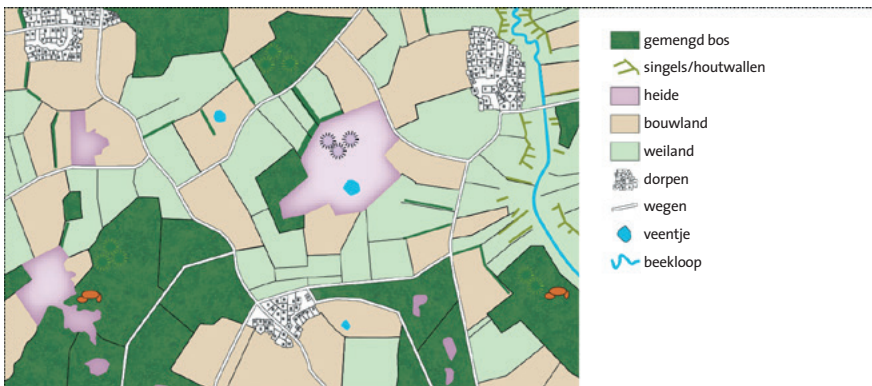 gemengd bos
singels/houtwallen
heide
bouwland
weiland
dorpen
wegen
veentje
beekloop